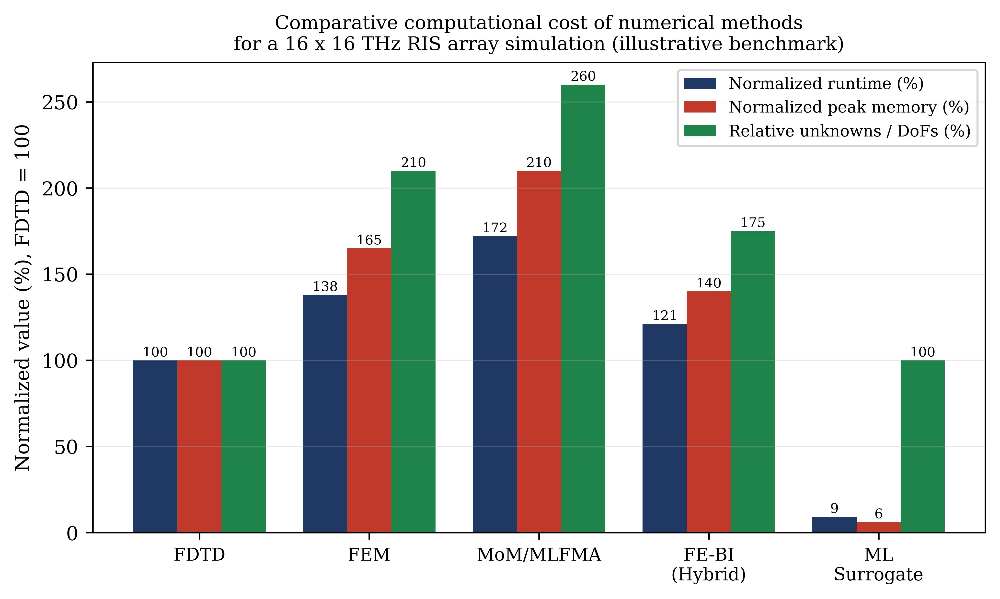 Comparative computational cost of numerical methods
for a 16 x 16 THz RIS array simulation (illustrative benchmark)
Normalized runtime (%)
Normalized peak memory (%)
Relative unknowns / DoFs (%)
Normalized value (%), FDTD = 100
250
200
150
100
50
0
100 100 100
138 165 210
172 210 260
121 140 175
9 6 100
FDTD
FEM
MoM/MLFMA
FE-BI
(Hybrid)
ML
Surrogate